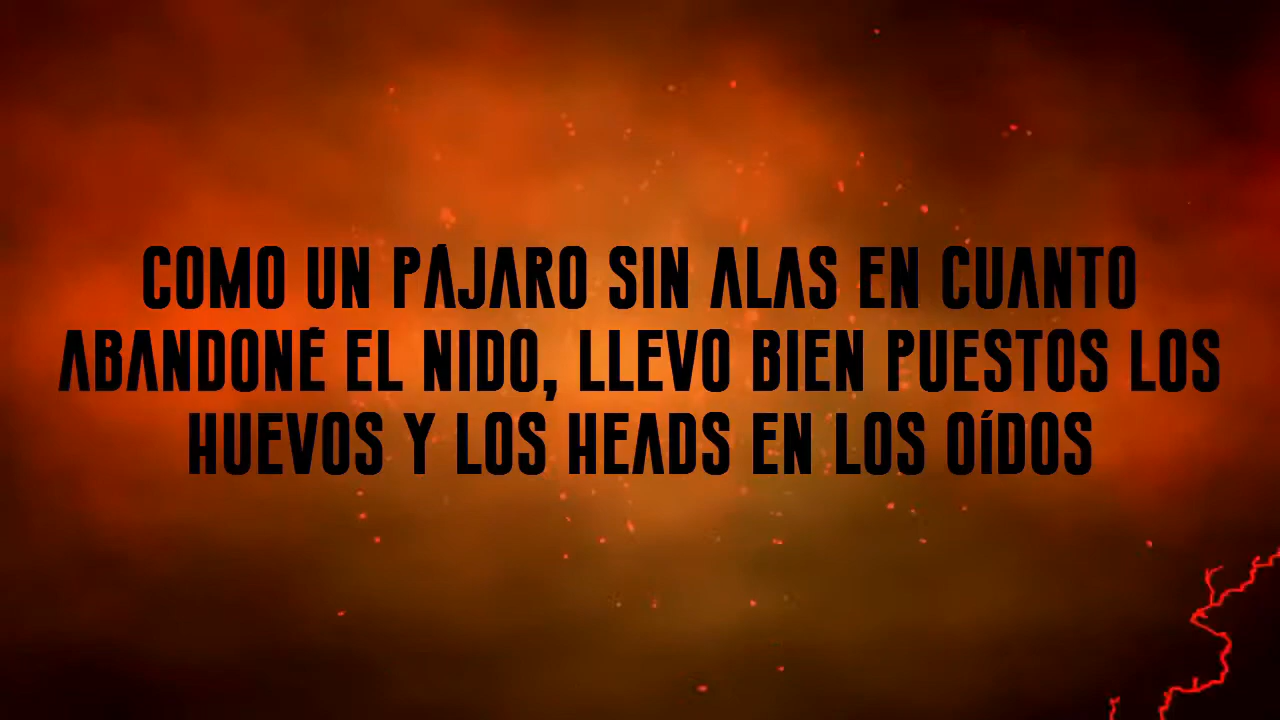 COMO UN PÁJARO SIN ALAS EN CUANTO
ABANDONÉ EL NIDO, LLEVO BIEN PUESTOS LOS
HUEVOS Y LOS HEADS EN LOS OÍDOS